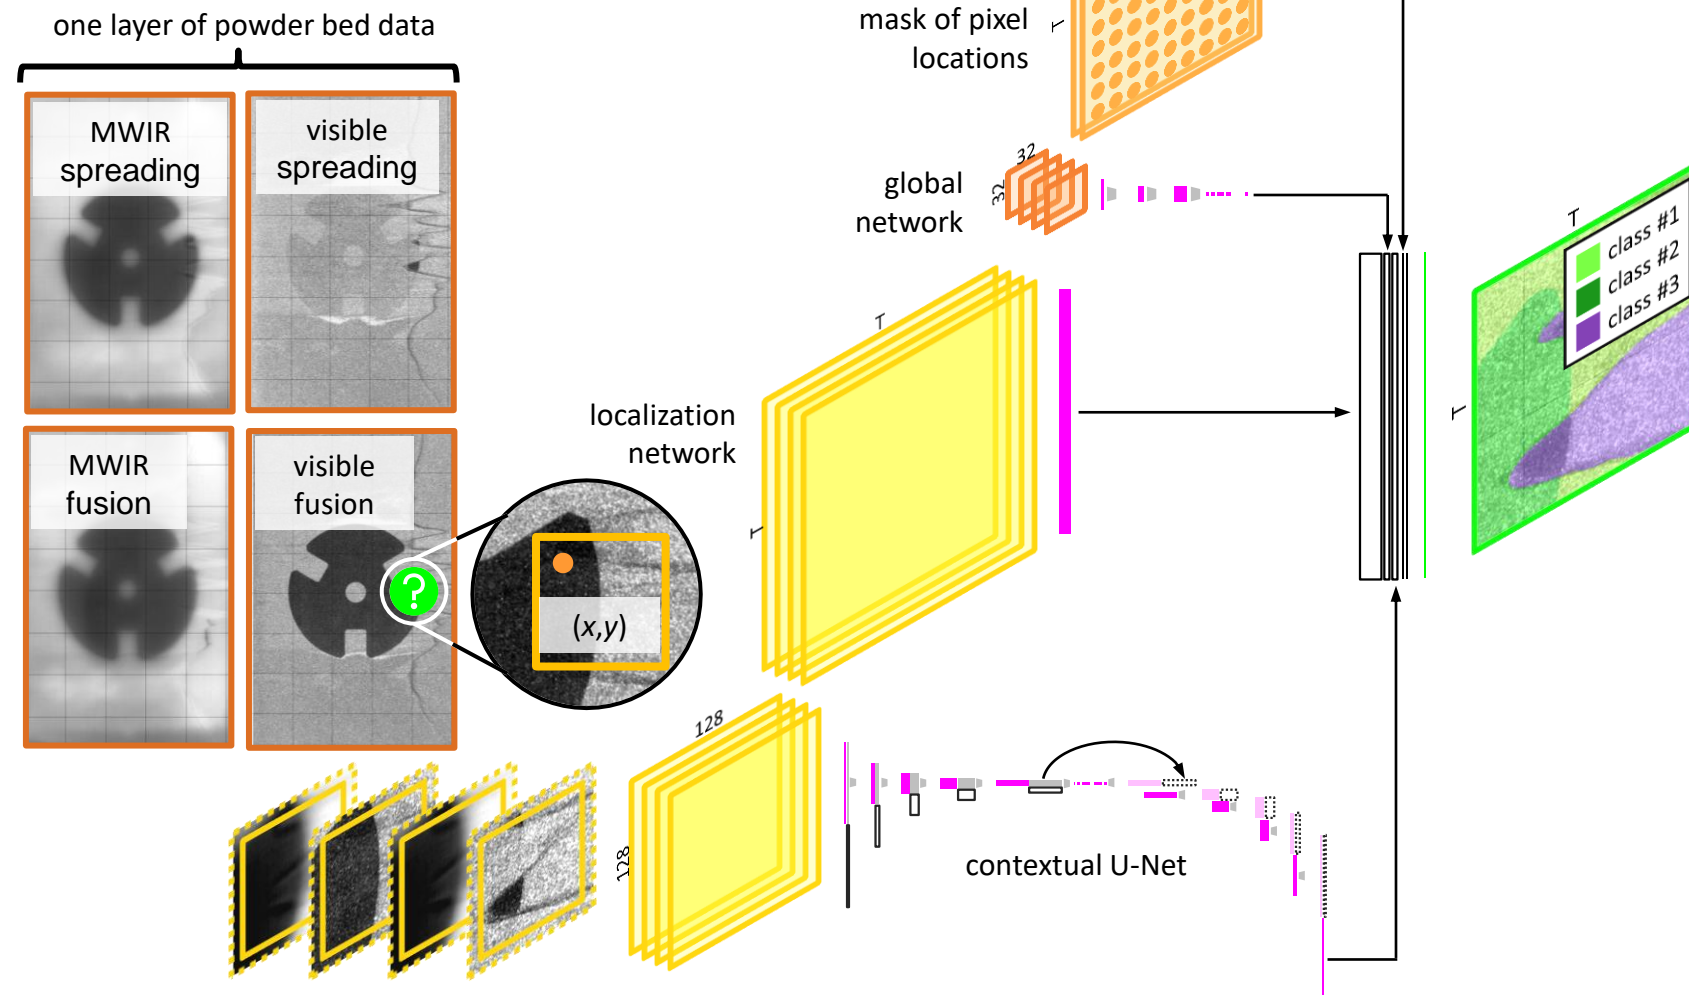 one layer of powder bed data
MWIR
spreading
visible
spreading
MWIR
fusion
visible
fusion
?
(x,y)
mask of pixel
locations
T
global
network
32
32
localization
network
T
T
128
128
contextual U-Net
T
T
class #1
class #2
class #3